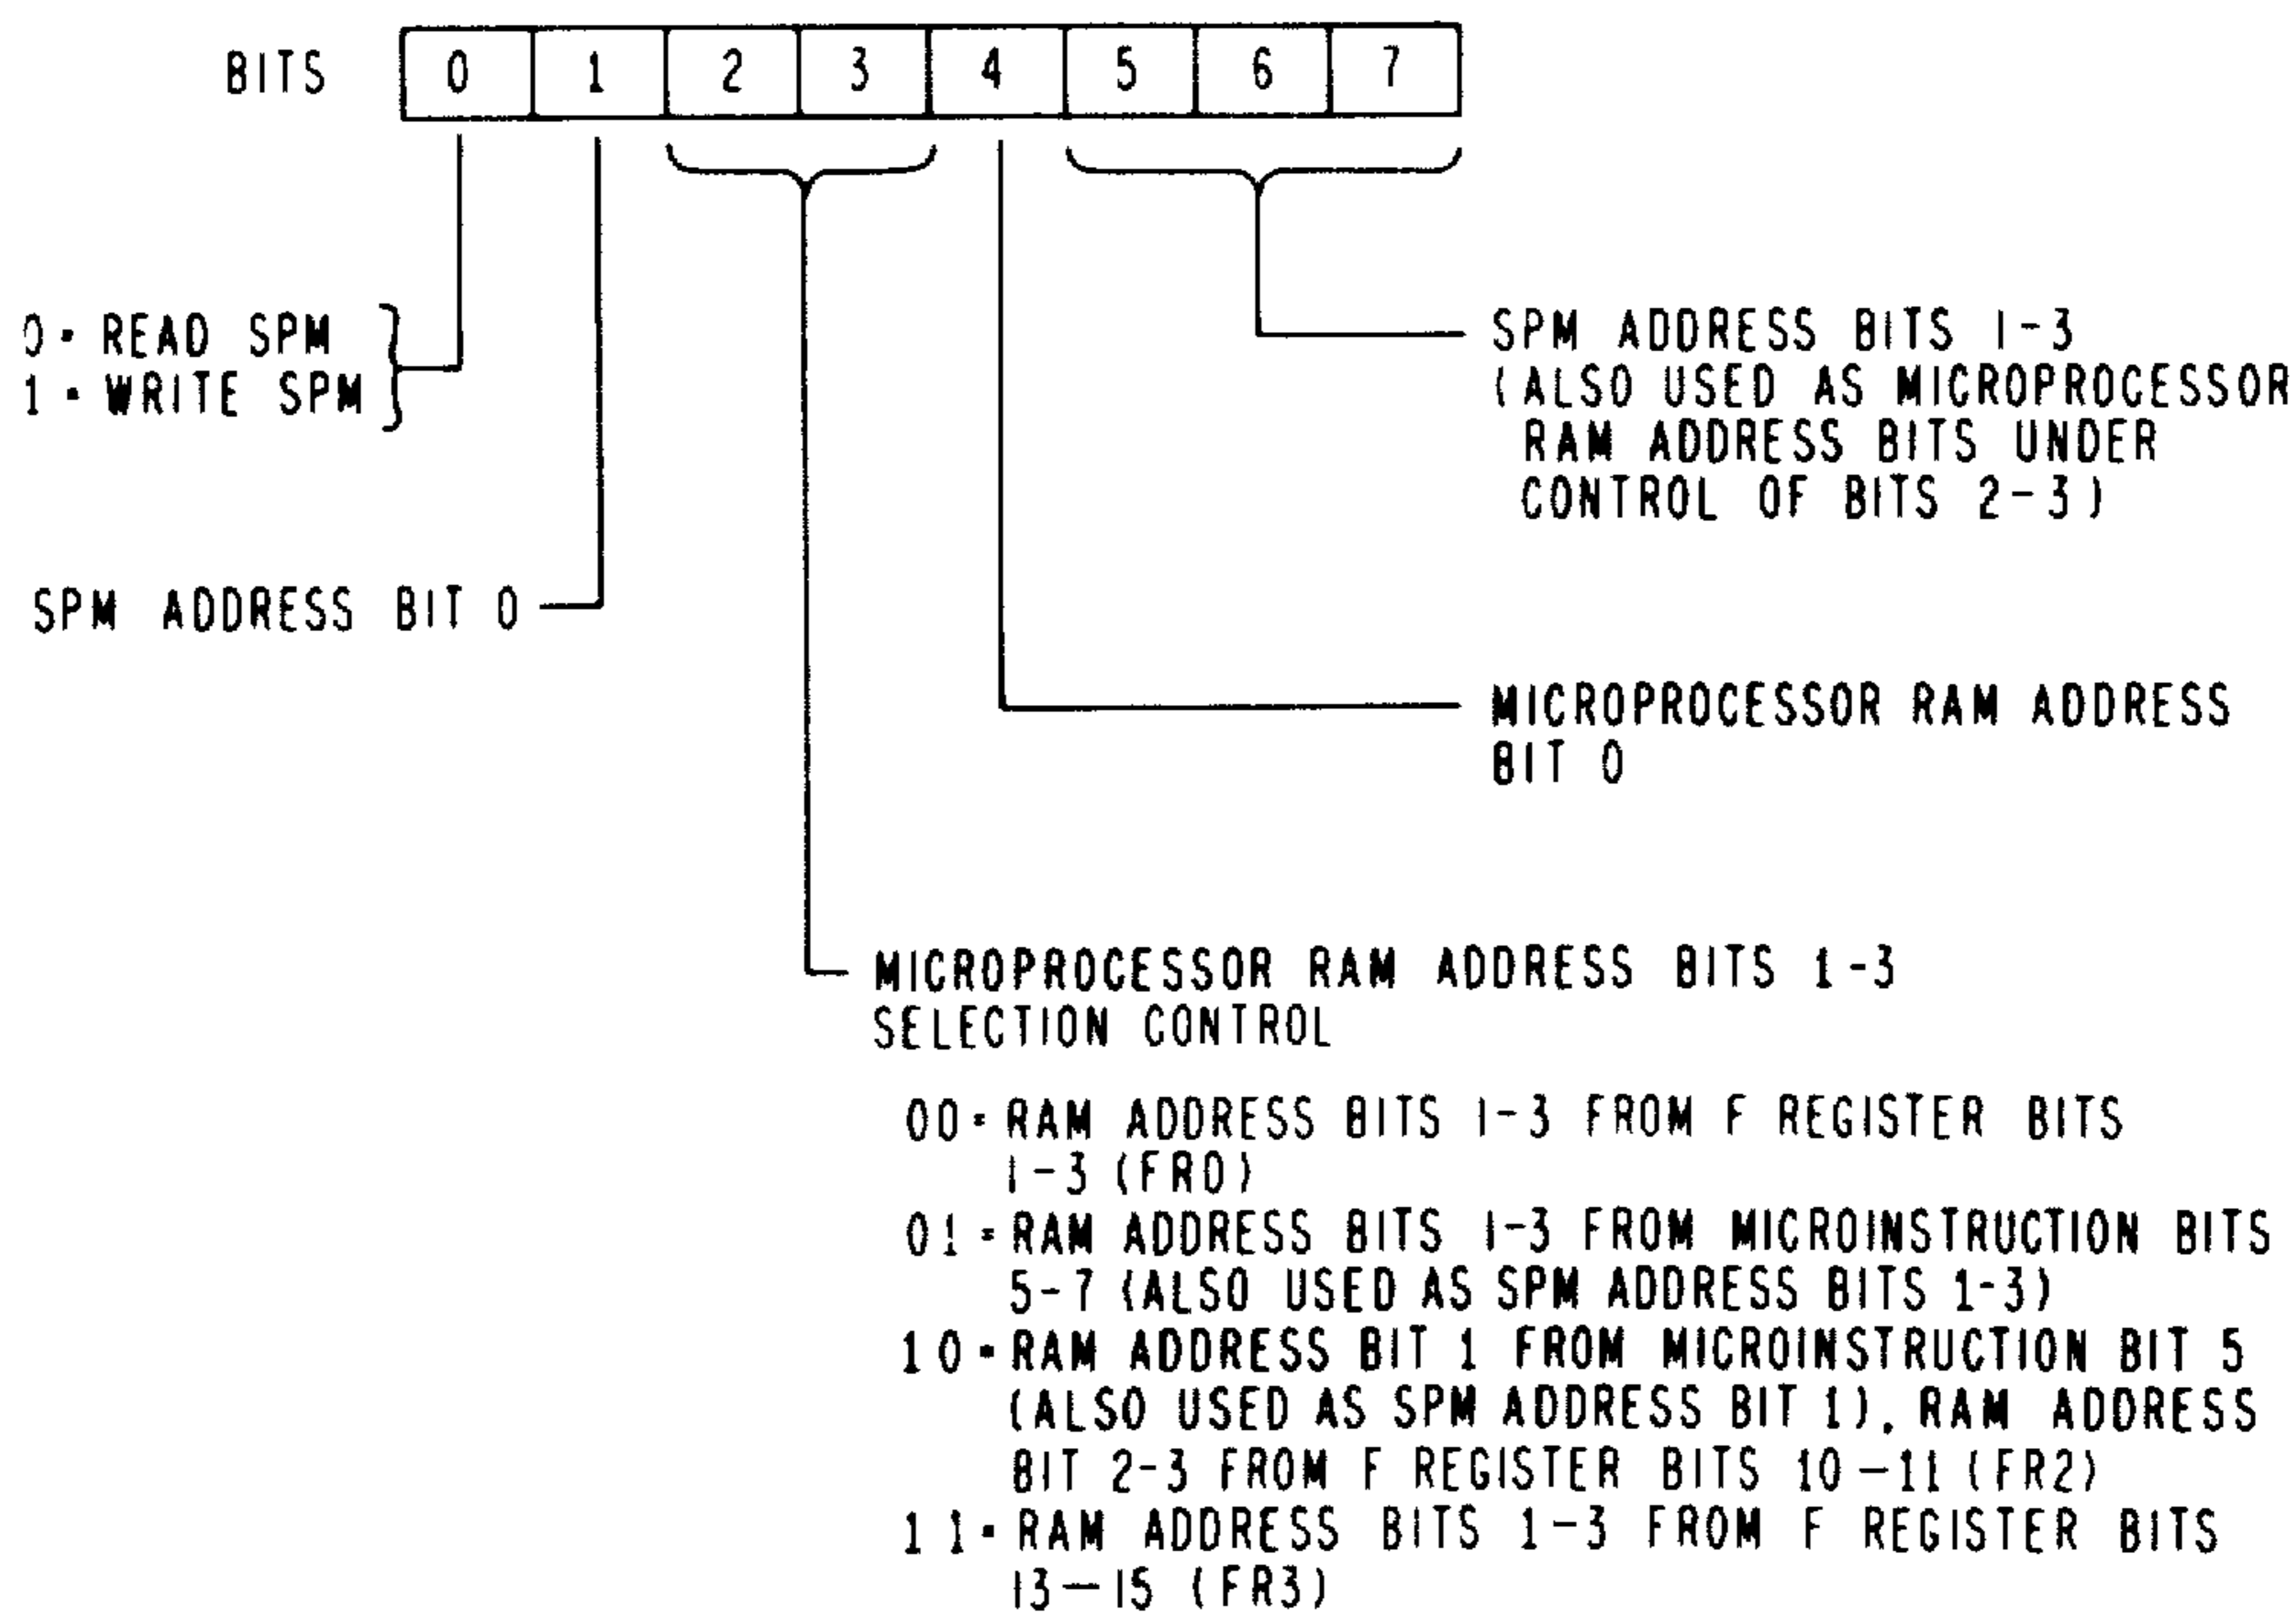 BITS 0 1 2 3 4 5 6 7
0 = READ SPM
1 = WRITE SPM
SPM ADDRESS BITS 1-3
(ALSO USED AS MICROPROCESSOR
RAM ADDRESS BITS UNDER
CONTROL OF BITS 2-3)
SPM ADDRESS BIT 0
MICROPROCESSOR RAM ADDRESS
BIT 0
MICROPROCESSOR RAM ADDRESS BITS 1-3
SELECTION CONTROL
00 = RAM ADDRESS BITS 1-3 FROM F REGISTER BITS
1-3 (FR0)
01 = RAM ADDRESS BITS 1-3 FROM MICROINSTRUCTION BITS
5-7 (ALSO USED AS SPM ADDRESS BITS 1-3)
10 = RAM ADDRESS BIT 1 FROM MICROINSTRUCTION BIT 5
(ALSO USED AS SPM ADDRESS BIT 1). RAM ADDRESS
BIT 2-3 FROM F REGISTER BITS 10-11 (FR2)
11 = RAM ADDRESS BITS 1-3 FROM F REGISTER BITS
13-15 (FR3)